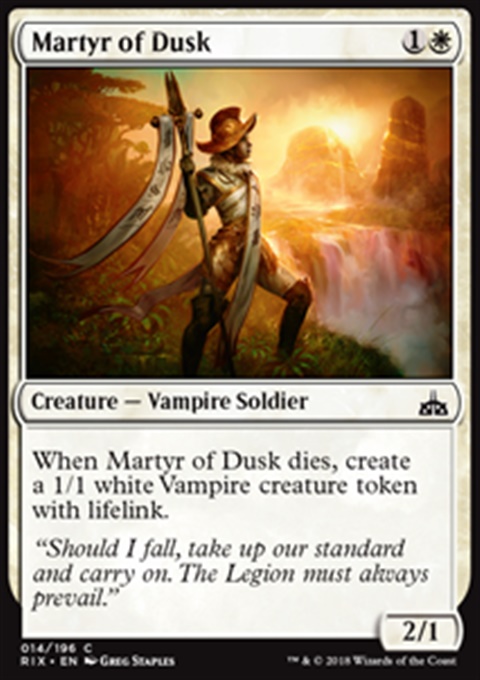 Martyr of Dusk 1
Creature — Vampire Soldier
When Martyr of Dusk dies, create
a 1/1 white Vampire creature token
with lifelink.
“Should I fall, take up our standard
and carry on. The Legion must always
prevail.”
2/1
014/196 C
RIX • EN Greg Staples
™ & © 2018 Wizards of the Coast